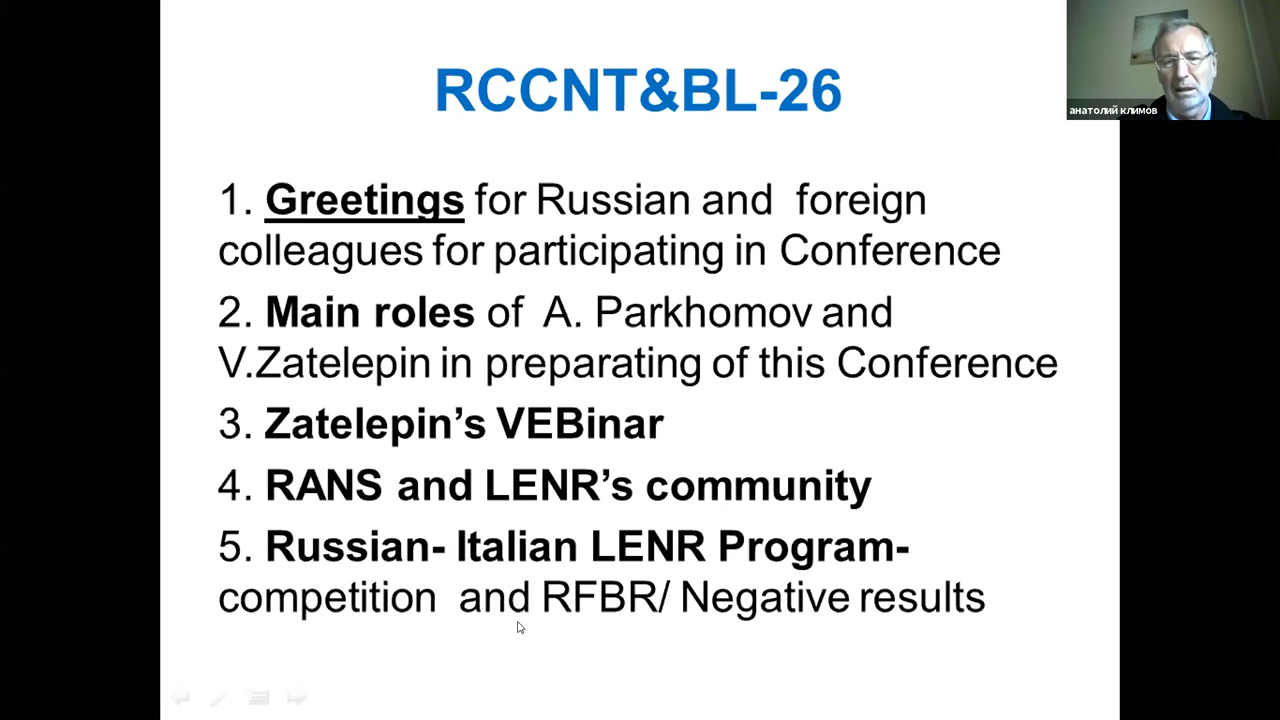 RCCNT&BL-26
анатолий климов
1. Greetings for Russian and foreign
colleagues for participating in Conference
2. Main roles of A. Parkhomov and
V.Zatelepin in preparating of this Conference
3. Zatelepin’s VEBinar
4. RANS and LENR’s community
5. Russian- Italian LENR Program-
competition and RFBR/ Negative results